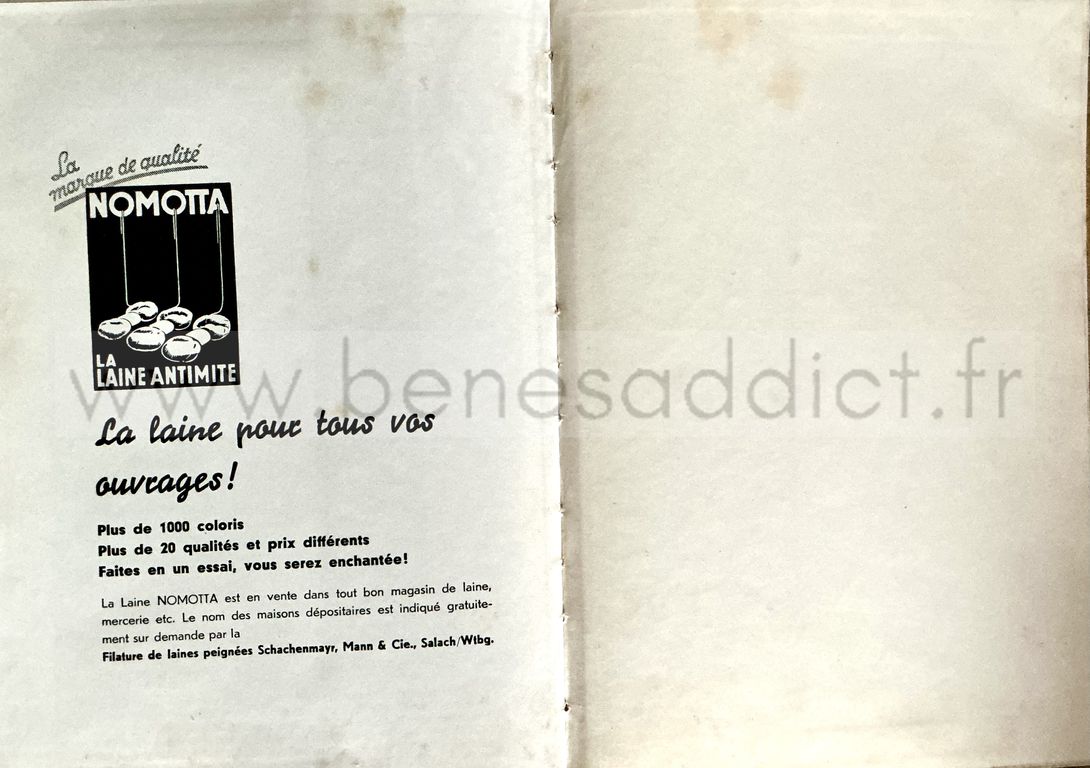 La
marque de qualité
NOMOTTA
LA
LAINE ANTIMITE
www.benesaddict.fr
La laine pour tous vos
ouvrages!
Plus de 1000 coloris
Plus de 20 qualités et prix différents
Faites en un essai, vous serez enchantée!
La Laine NOMOTTA est en vente dans tout bon magasin de laine,
mercerie etc. Le nom des maisons dépositaires est indiqué gratuite-
ment sur demande par la
Filature de laines peignées Schachenmayr, Mann & Cie., Salach/Wtbg.